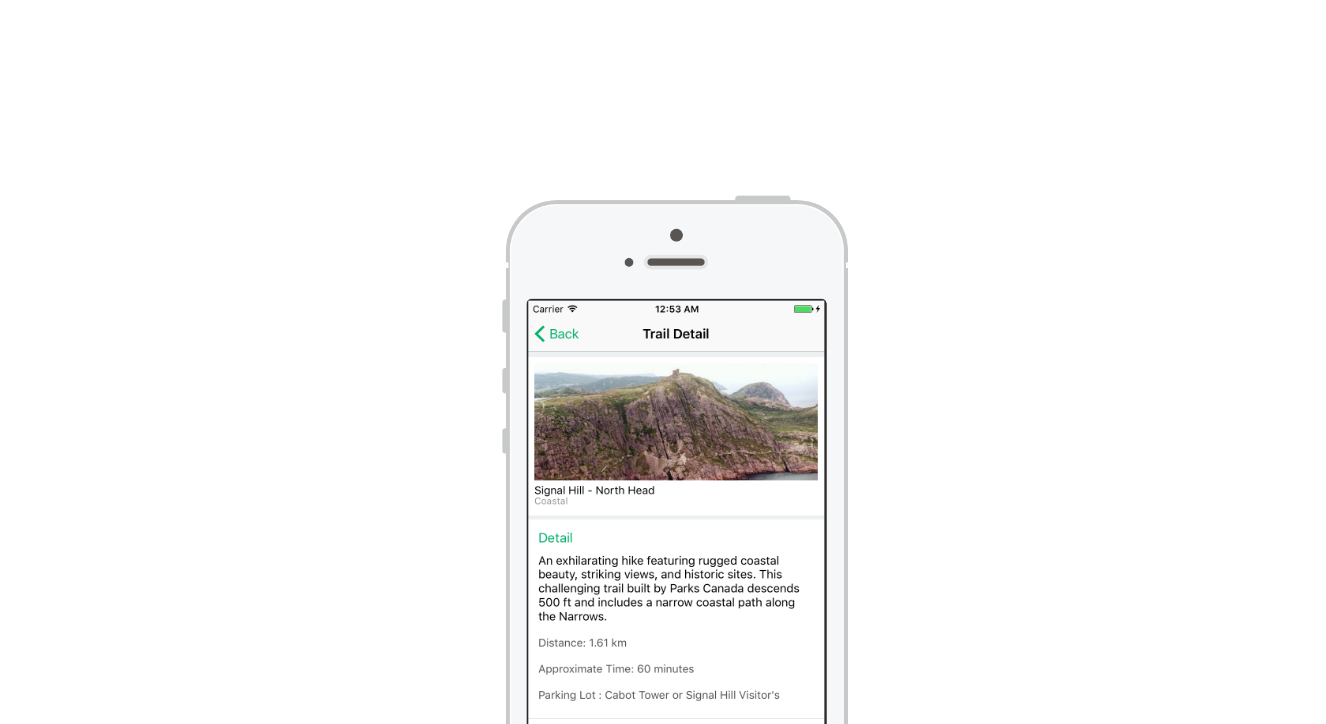 Carrier 12:53 AM
Back Trail Detail
Signal Hill - North Head
Coastal
Detail
An exhilarating hike featuring rugged coastal
beauty, striking views, and historic sites. This
challenging trail built by Parks Canada descends
500 ft and includes a narrow coastal path along
the Narrows.
Distance: 1.61 km
Approximate Time: 60 minutes
Parking Lot : Cabot Tower or Signal Hill Visitor's